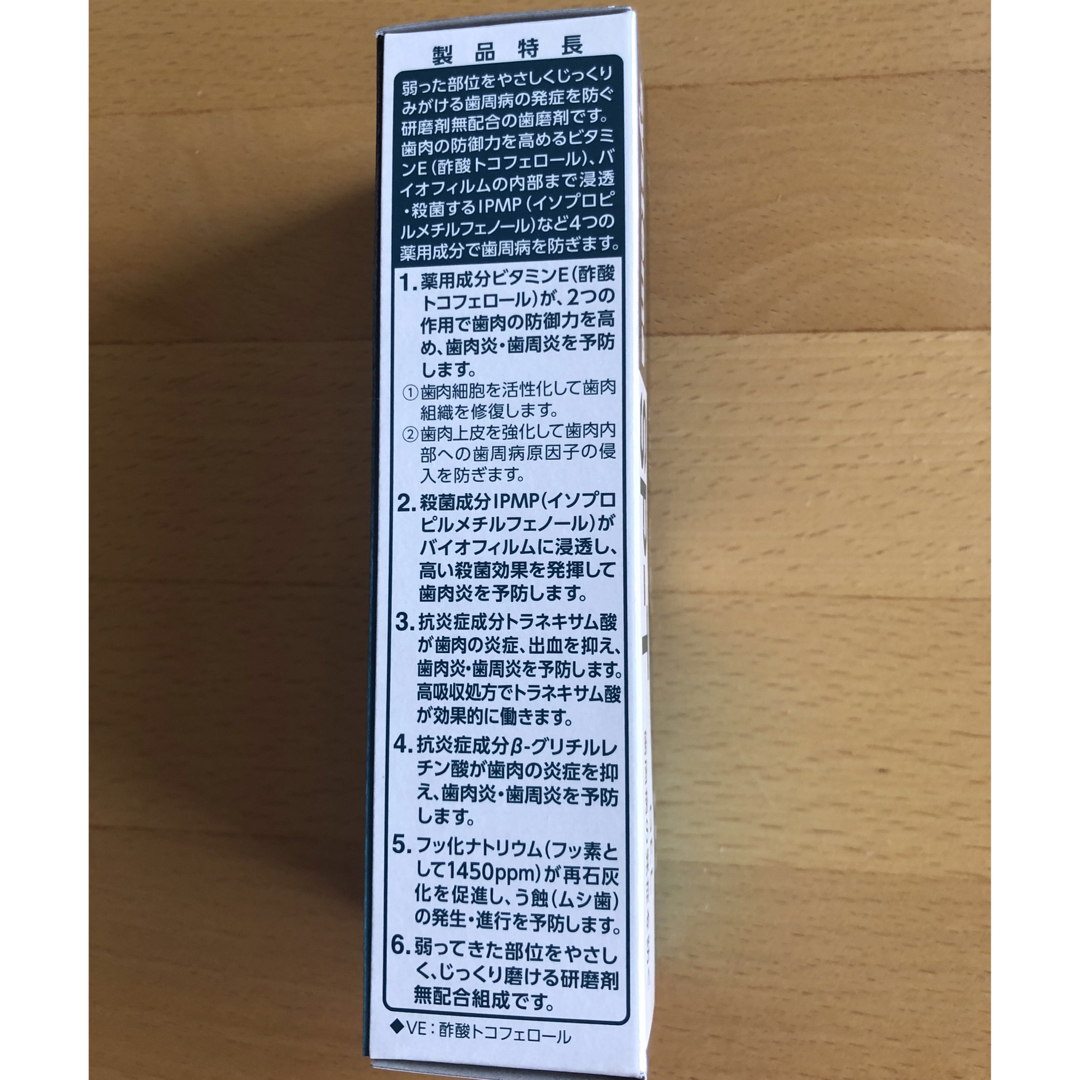 製品特長
弱った部位をやさしくじっくり
みがける歯周病の発症を防ぐ
研磨剤無配合の歯磨剤です。
歯肉の防御力を高めるビタミ
ンE(酢酸トコフェロール)、バ
イオフィルムの内部まで浸透
・殺菌するIPMP(イソプロピ
ルメチルフェノール)など4つの
薬用成分で歯周病を防ぎます。
1.薬用成分ビタミンE(酢酸
トコフェロール)が、2つの
作用で歯肉の防御力を高
め、歯肉炎・歯周炎を予防
します。
①歯肉細胞を活性化して歯肉
組織を修復します。
②歯肉上皮を強化して歯肉内
部への歯周病原因子の侵
入を防ぎます。
2.殺菌成分IPMP(イソプロ
ピルメチルフェノール)が
バイオフィルムに浸透し、
高い殺菌効果を発揮して
歯肉炎を予防します。
3.抗炎症成分トラネキサム酸
が歯肉の炎症、出血を抑え、
歯肉炎・歯周炎を予防します。
高吸収処方でトラネキサム酸
が効果的に働きます。
4.抗炎症成分β-グリチルレ
チン酸が歯肉の炎症を抑
え、歯肉炎・歯周炎を予防
します。
5.フッ化ナトリウム(フッ素と
して1450ppm)が再石灰
化を促進し、う蝕(ムシ歯)
の発生・進行を予防します。
6.弱ってきた部位をやさし
く、じっくり磨ける研磨剤
無配合組成です。
◆VE:酢酸トコフェロール